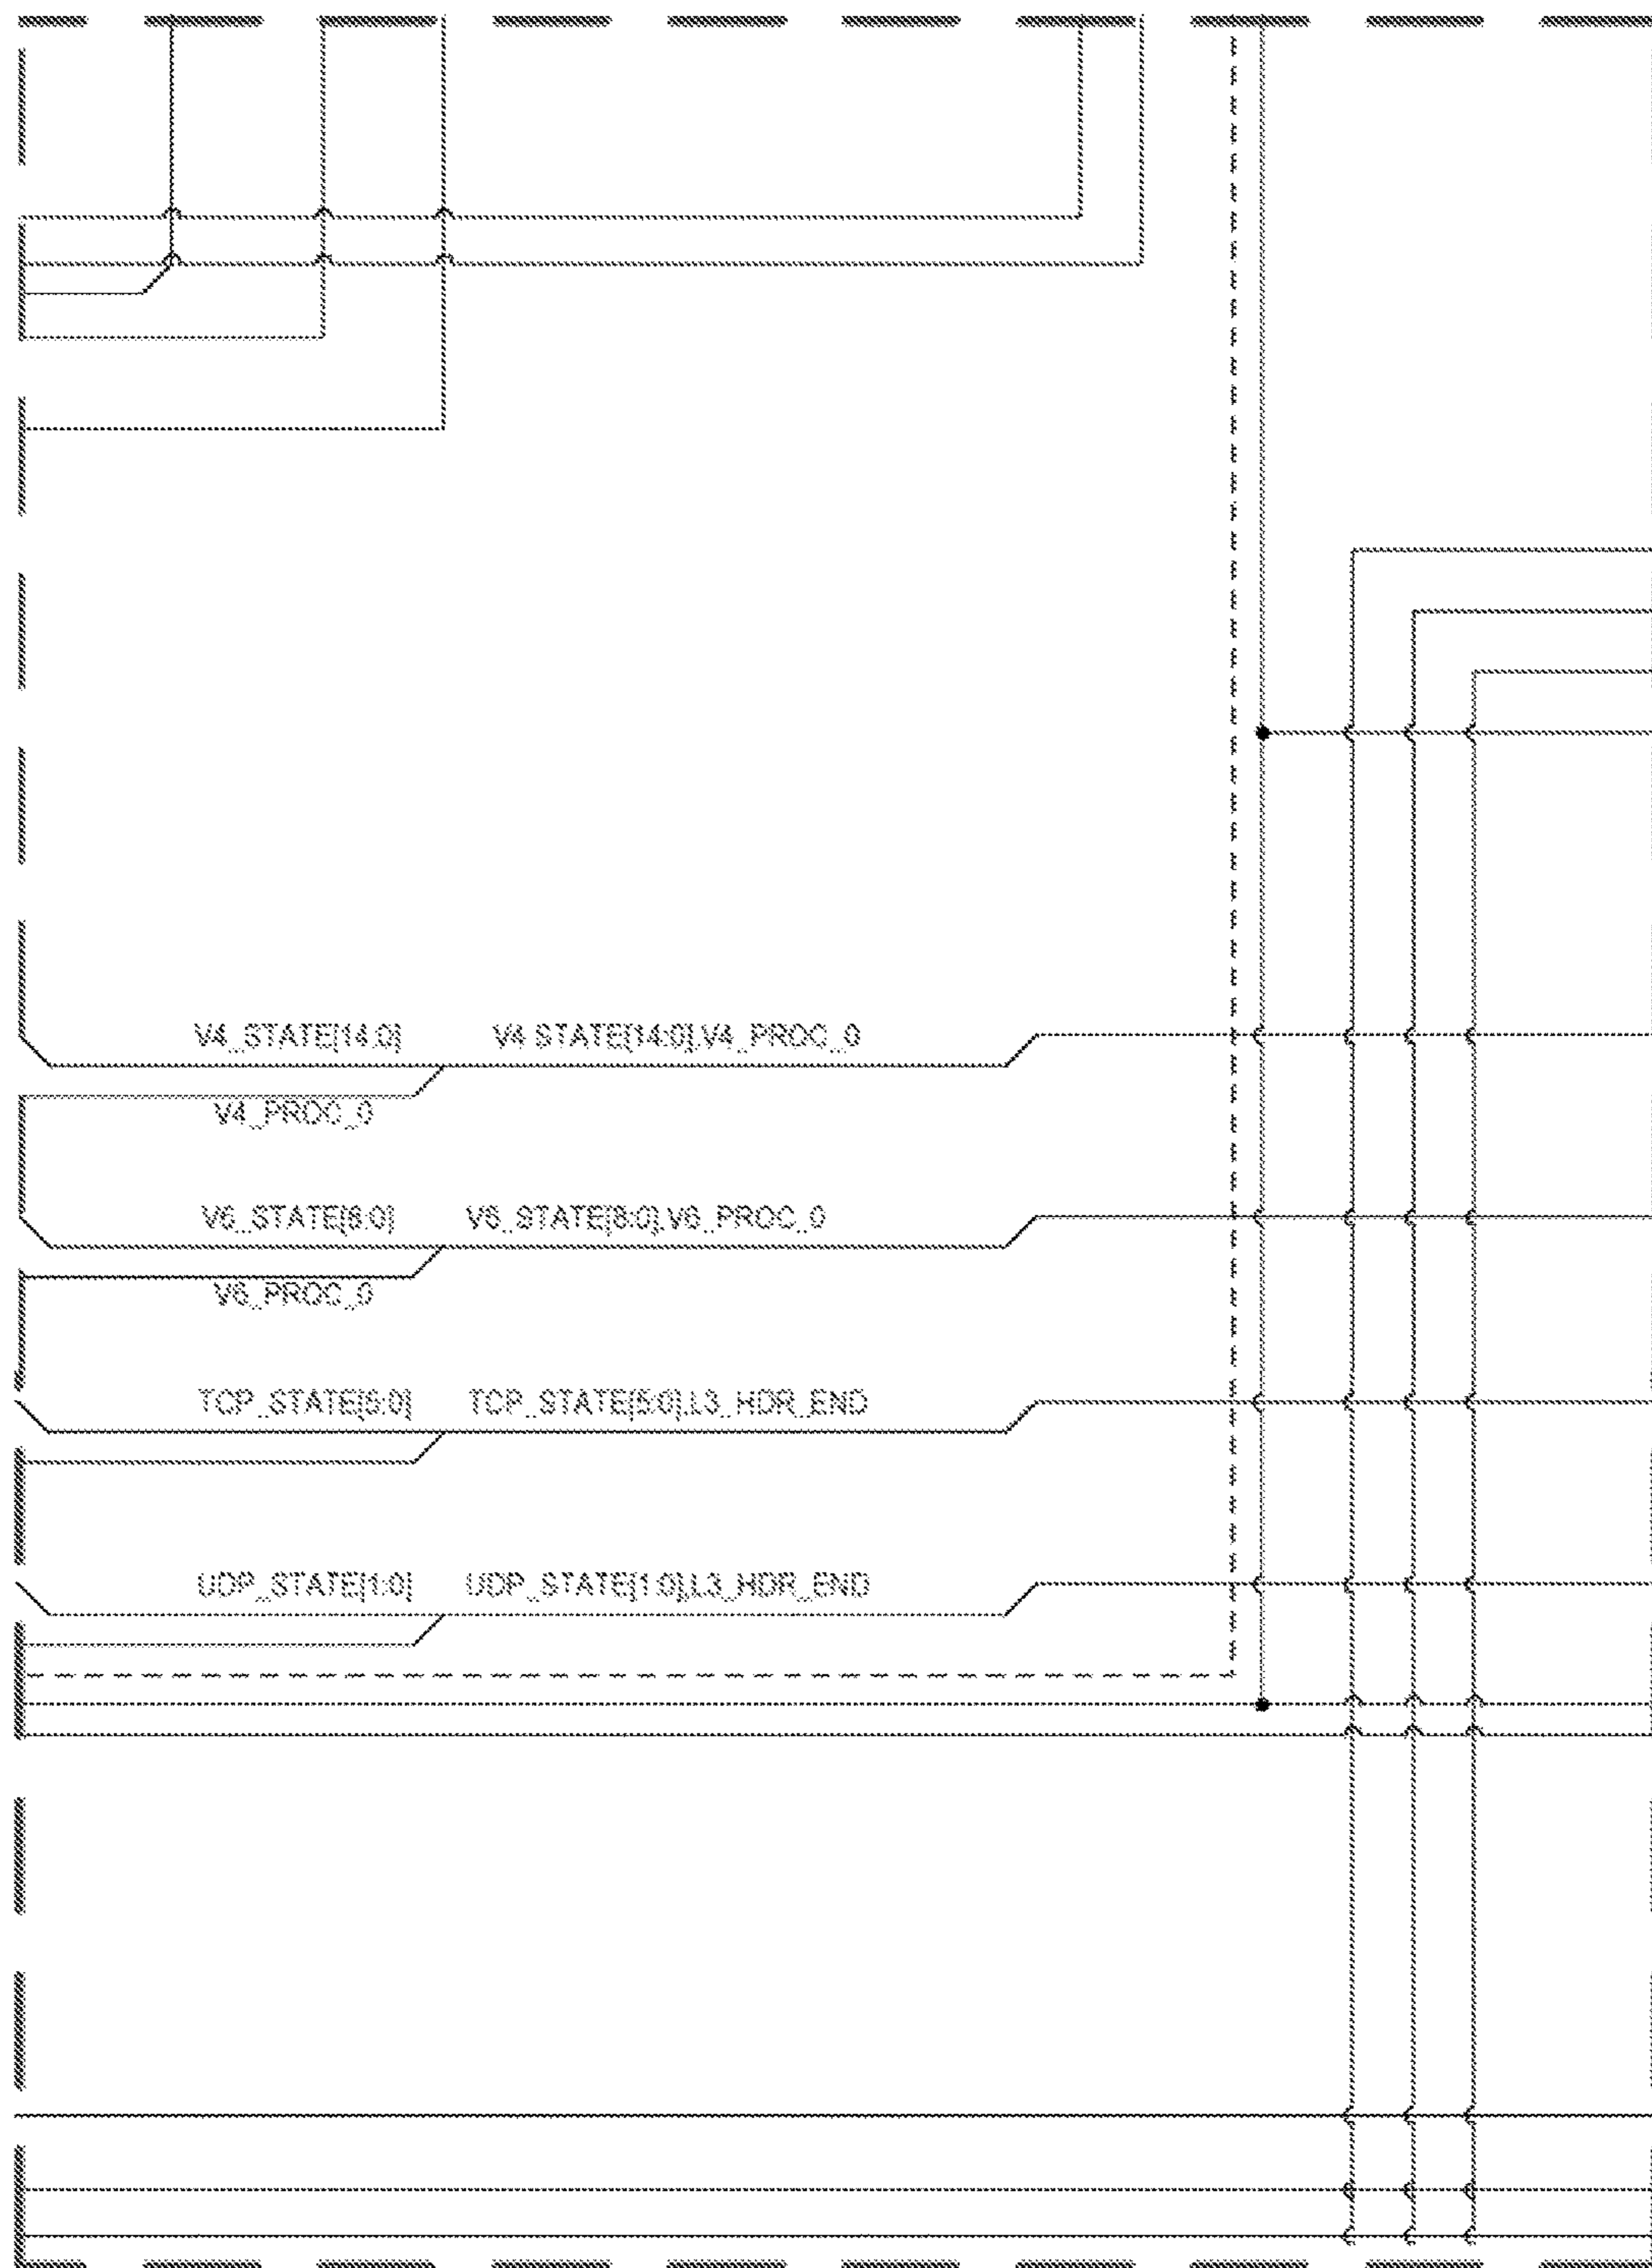 V4_STATE[14:0] V4 STATE[14:0],V4_PROC_0
V4_PROC_0
V6_STATE[8:0] V6_STATE[8:0],V6_PROC_0
V6_PROC_0
TCP_STATE[5:0] TCP_STATE[5:0],L3_HDR_END
UDP_STATE[1:0] UDP_STATE[1:0],L3_HDR_END